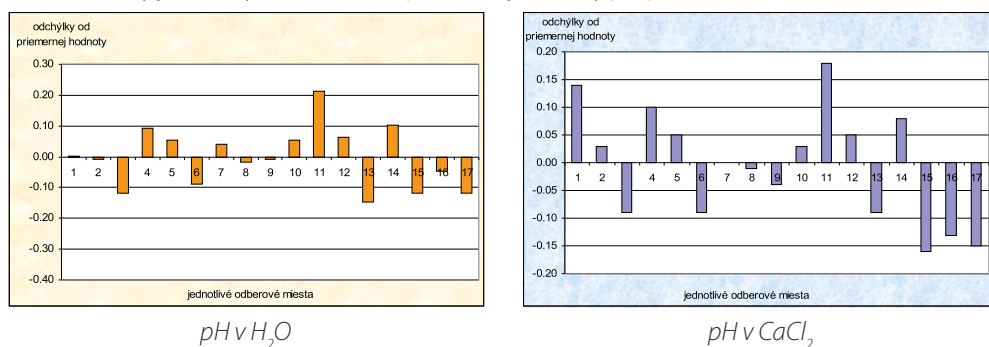 odchýlky od
priemernej hodnoty
0.30
0.20
0.10
0.00
-0.10
-0.20
-0.30
-0.40
1 2 4 5 6 7 8 9 10 11 12 13 14 15 16 17
jednotlivé odberové miesta
pH v H₂O
odchýlky od
priemernej hodnoty
0.20
0.15
0.10
0.05
0.00
-0.05
-0.10
-0.15
-0.20
1 2 4 5 6 7 8 9 10 11 12 13 14 15 16 17
jednotlivé odberové miesta
pH v CaCl₂